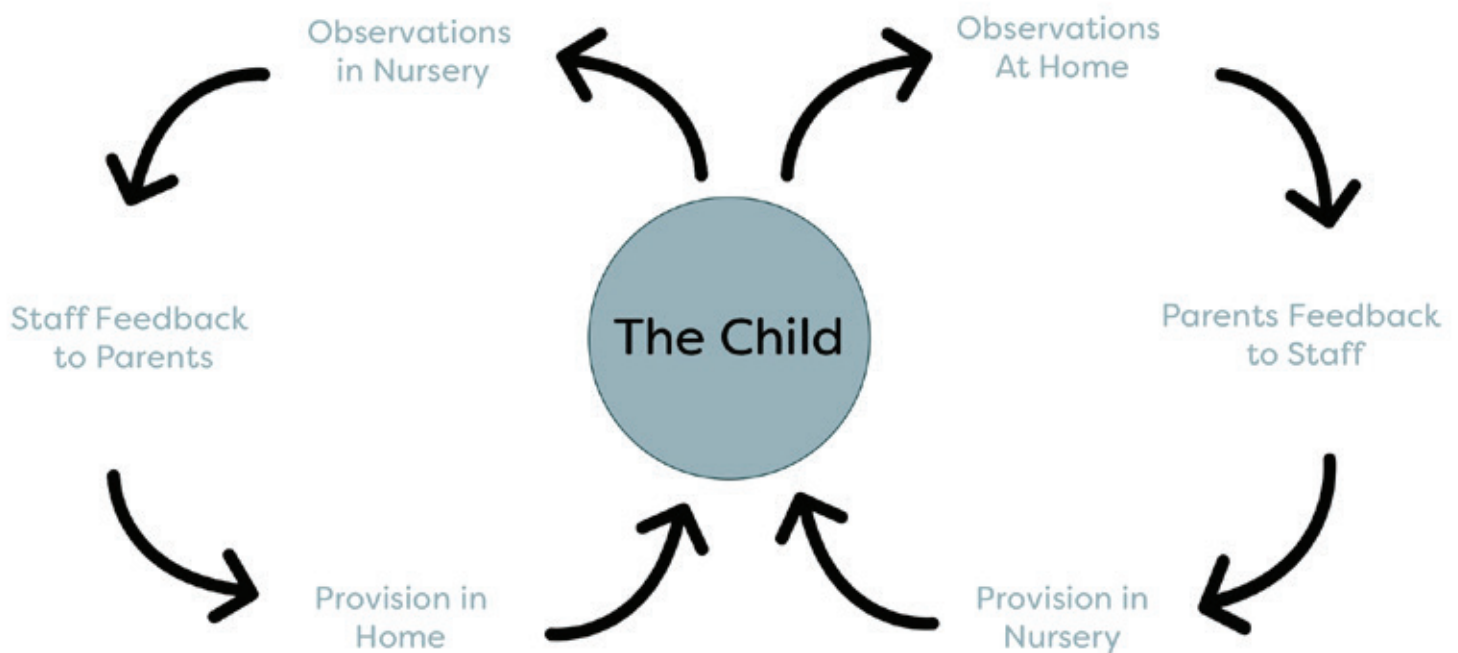 Observations
in Nursery
Observations
At Home
Staff Feedback
to Parents
The Child
Parents Feedback
to Staff
Provision in
Home
Provision in
Nursery